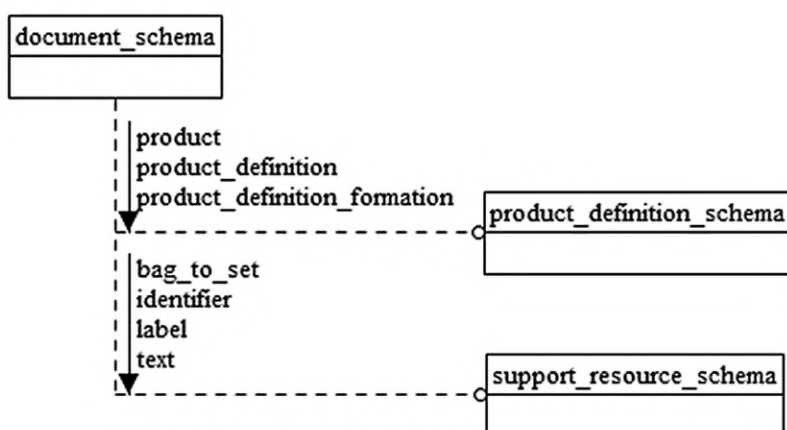 document_schema
product
product_definition
product_definition_formation
product_definition_schema
bag_to_set
identifier
label
text
support_resource_schema